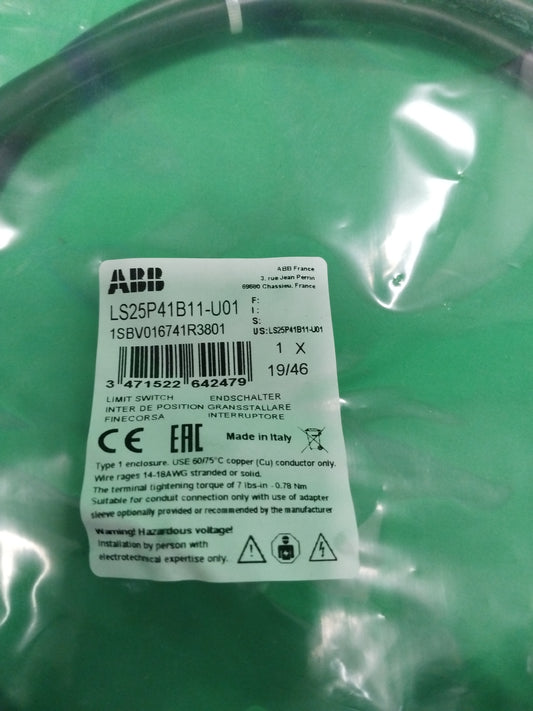 ABB
ABB France
3, rue Jean Perrin
69680 Chassieu, France
LS25P41B11-U01
1SBV016741R3801
F:
I:
S:
US:LS25P41B11-U01
1 X
19/46
3 471522 642479
LIMIT SWITCH ENDSCHALTER
INTER DE POSITION GRANSSTALLARE
FINECORSA INTERRUPTORE
CE EAC Made in Italy
Type 1 enclosure. USE 60/75°C copper (Cu) conductor only.
Wire rages 14-18AWG stranded or solid.
The terminal tightening torque of 7 lbs-in - 0.78 Nm
Suitable for conduit connection only with use of adapter
sleeve optionally provided or recommended by the manufacturer
Warning! Hazardous voltage!
Installation by person with
electrotechnical expertise only.